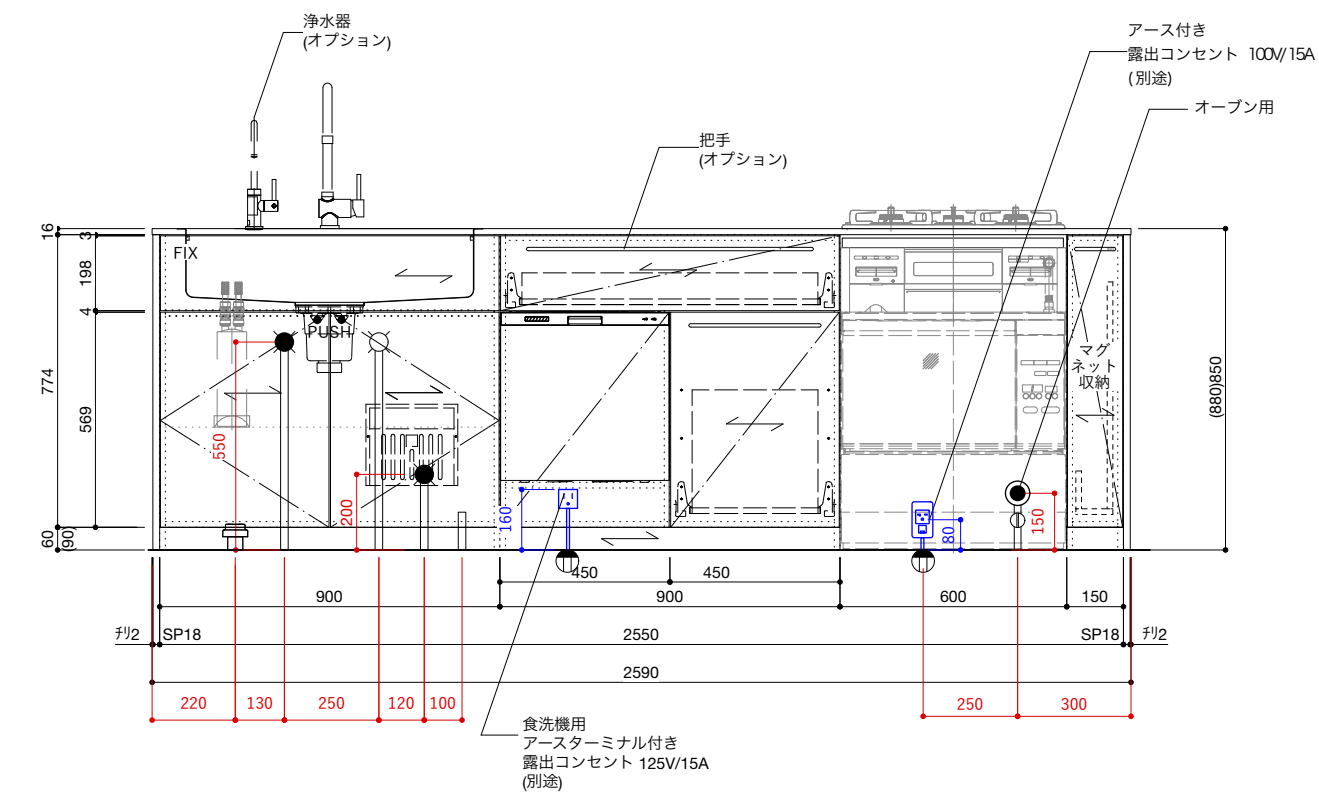 浄水器
(オプション)
アース付き
露出コンセント 100V/15A
(別途)
オーブン用
把手
(オプション)
16
3
198
4
774
569
60
(90)
FIX
PUSH
マグ
ネット
収納
(880)850
550
200
160
80
150
450
450
900
900
600
150
チリ2
SP18
2550
SP18
チリ2
2590
220
130
250
120
100
250
300
食洗機用
アースターミナル付き
露出コンセント 125V/15A
(別途)